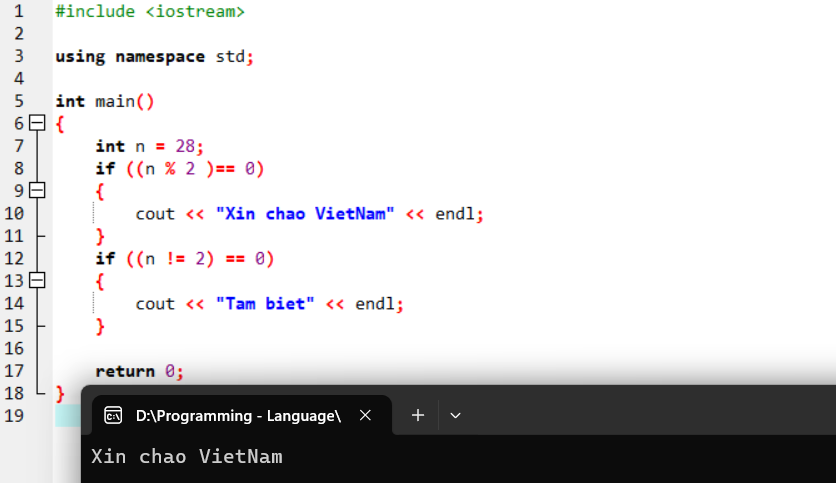 1 #include <iostream>
2
3 using namespace std;
4
5 int main()
6 {
7     int n = 28;
8     if ((n % 2 )== 0)
9     {
10         cout << "Xin chao VietNam" << endl;
11     }
12     if ((n != 2) == 0)
13     {
14         cout << "Tam biet" << endl;
15     }
16
17     return 0;
18 }
19
D:\Programming - Language\
Xin chao VietNam